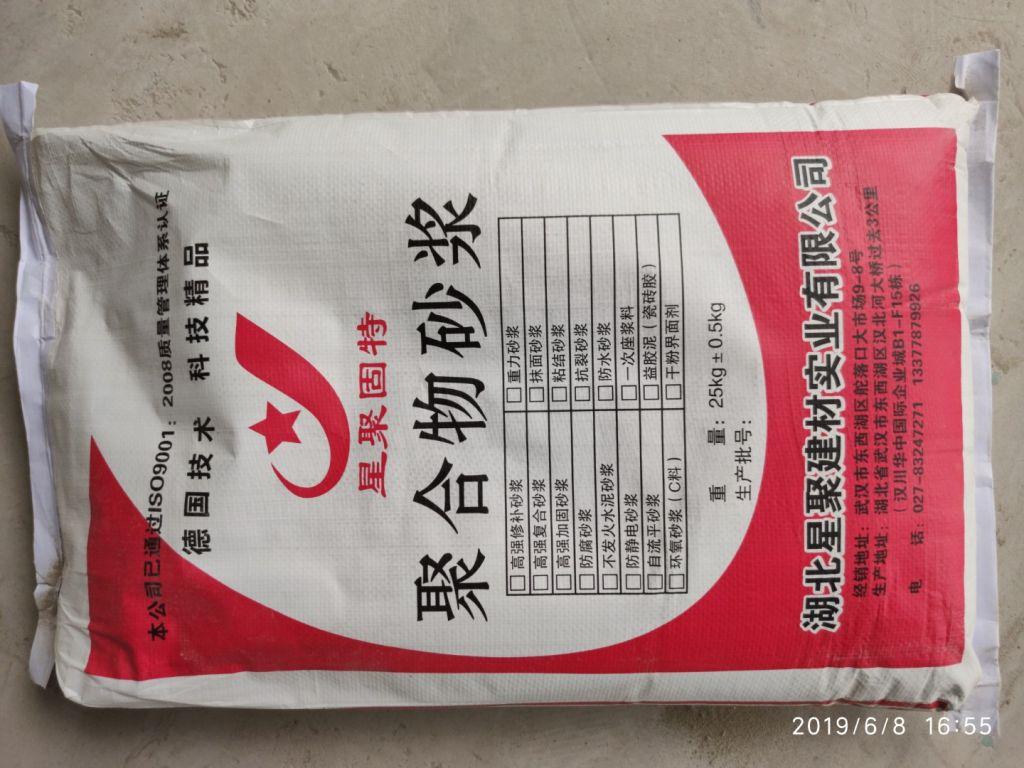 本公司已通过ISO9001：2008质量管理体系认证
德国技术 科技精品
星聚固特
聚合物砂浆
□高强修补砂浆 □重力砂浆
□高强复合砂浆 □抹面砂浆
□高强加固砂浆 □粘结砂浆
□防腐砂浆 □抗裂砂浆
□不发火水泥砂浆 □防水砂浆
□防静电砂浆 □一次座浆料
□自流平砂浆 □益胶泥（瓷砖胶）
□环氧砂浆（C料） □干粉界面剂
重 量：25kg±0.5kg
生产批号：
湖北星聚建材实业有限公司
经销地址：武汉市东西湖区舵落口大市场9-8号
生产地址：湖北省武汉市东西湖区汉北河大桥过去3公里
（汉川华中国际企业城B1-F15栋）
电 话：027-83247271 13377879926
2019/6/8 16:55